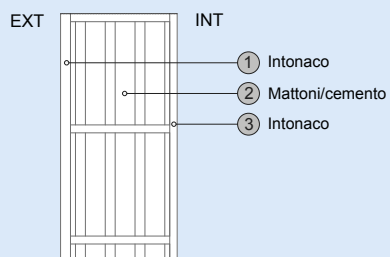 EXT
INT
1 Intonaco
2 Mattoni/cemento
3 Intonaco